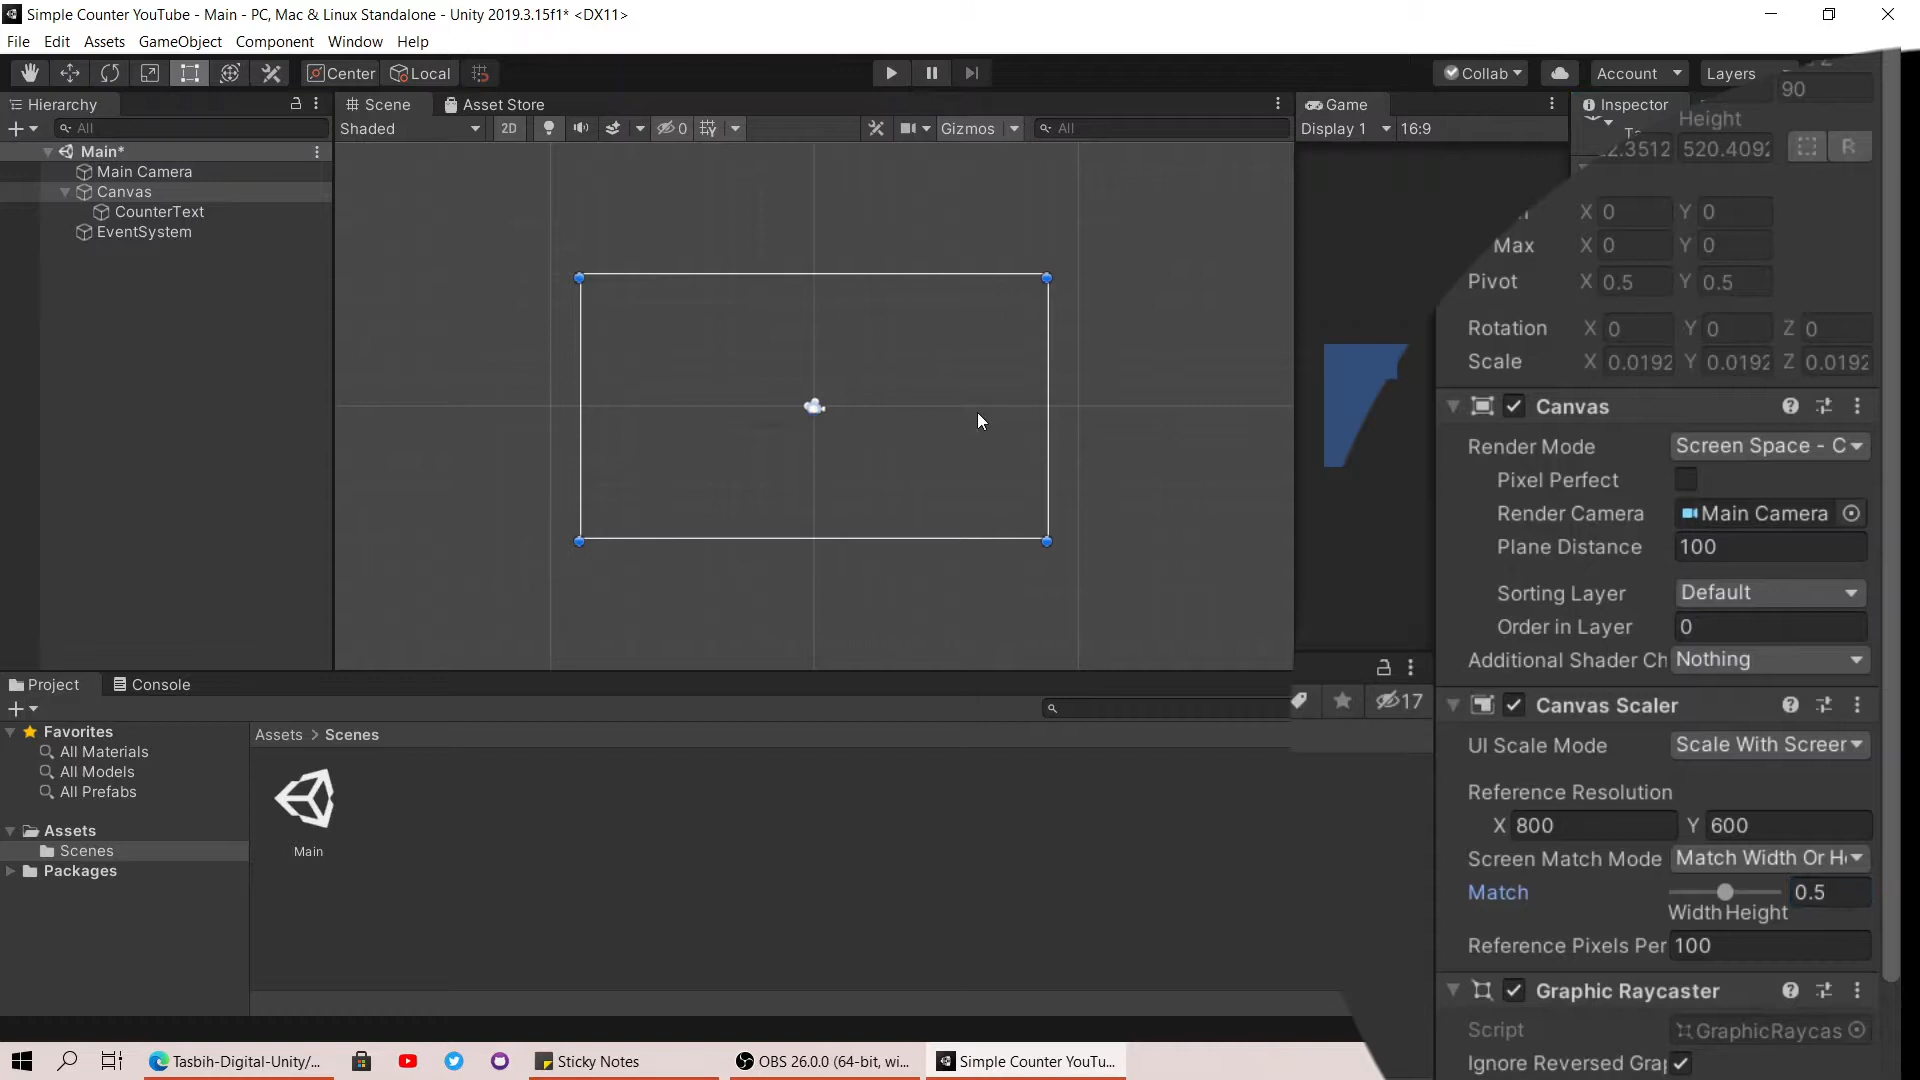 Simple Counter YouTube - Main - PC, Mac & Linux Standalone - Unity 2019.3.15f1* <DX11>
File Edit Assets GameObject Component Window Help
Center Local Collab Account Layers
90
Hierarchy Scene Asset Store Game Inspector
Height
All Shaded 2D 0 Gizmos All Display 1 16:9
520.4092 R
Main*
Main Camera
Canvas
CounterText
EventSystem
X 0 Y 0
Max X 0 Y 0
Pivot X 0.5 Y 0.5
Rotation X 0 Y 0 Z 0
Scale X 0.0192 Y 0.0192 Z 0.0192
Canvas
Render Mode Screen Space - C
Pixel Perfect
Render Camera Main Camera
Plane Distance 100
Sorting Layer Default
Order in Layer 0
Additional Shader Ch Nothing
Project Console
17
Canvas Scaler
UI Scale Mode Scale With Screer
Reference Resolution
X 800 Y 600
Screen Match Mode Match Width Or H
Match 0.5
Width Height
Reference Pixels Per 100
Graphic Raycaster
Script GraphicRaycas
Ignore Reversed Gra
Favorites
All Materials
All Models
All Prefabs
Assets
Scenes
Packages
Assets > Scenes
Main
Tasbih-Digital-Unity/... Sticky Notes OBS 26.0.0 (64-bit, wi... Simple Counter YouTu...